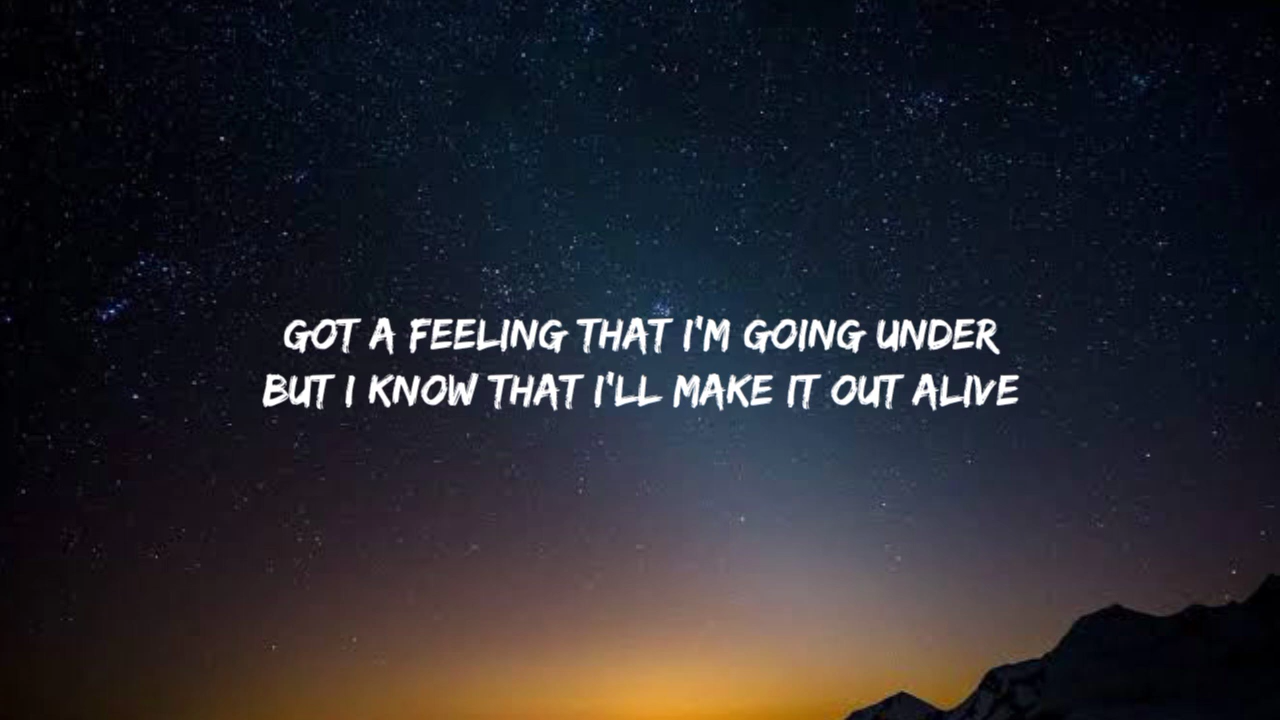 GOT A FEELING THAT I'M GOING UNDER
BUT I KNOW THAT I'LL MAKE IT OUT ALIVE